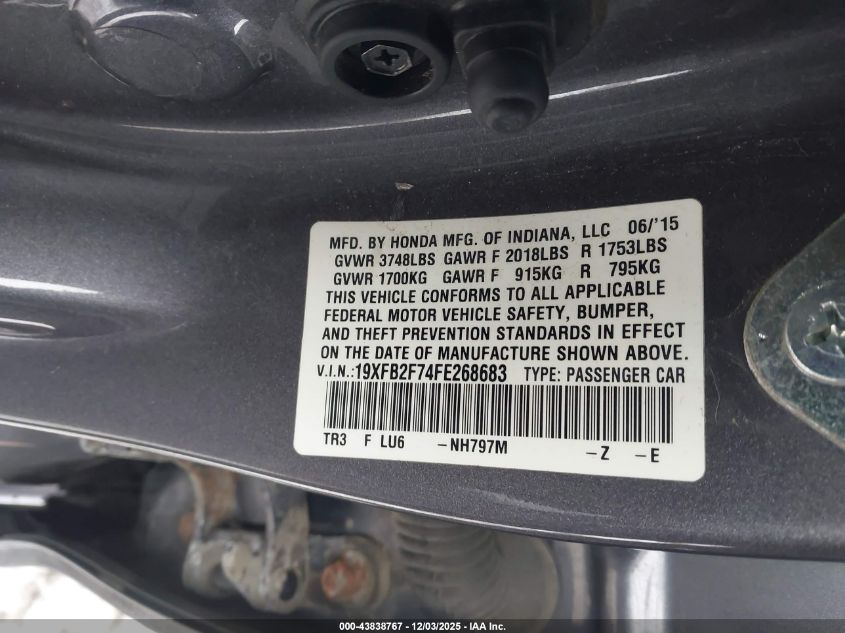 MFD. BY HONDA MFG. OF INDIANA, LLC 06/'15
GVWR 3748LBS GAWR F 2018LBS R 1753LBS
GVWR 1700KG GAWR F 915KG R 795KG
THIS VEHICLE CONFORMS TO ALL APPLICABLE
FEDERAL MOTOR VEHICLE SAFETY, BUMPER,
AND THEFT PREVENTION STANDARDS IN EFFECT
ON THE DATE OF MANUFACTURE SHOWN ABOVE.
V.I.N.:19XFB2F74FE268683 TYPE: PASSENGER CAR
TR3 F LU6 -NH797M -Z -E
000-43838767 - 12/03/2025 - IAA Inc.